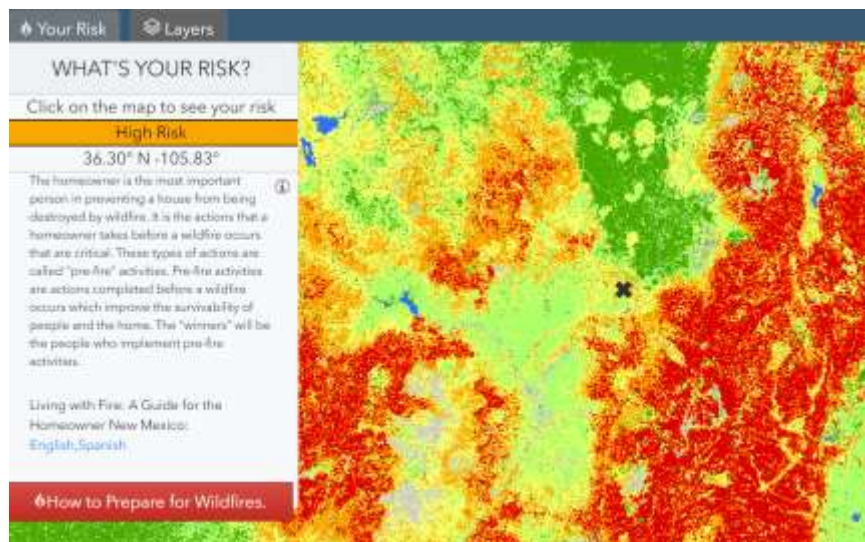 Your Risk
Layers
WHAT'S YOUR RISK?
Click on the map to see your risk
High Risk
36.30° N -105.83°
The homeowner is the most important
person in preventing a house from being
destroyed by wildfire. It is the actions that a
homeowner takes before a wildfire occurs
that are critical. These types of actions are
called "pre-fire" activities. Pre-fire activities
are actions completed before a wildfire
occurs which improve the survivability of
people and the home. The "winners" will be
the people who implement pre-fire
activities.
Living with Fire: A Guide for the
Homeowner New Mexico:
English,Spanish
How to Prepare for Wildfires.